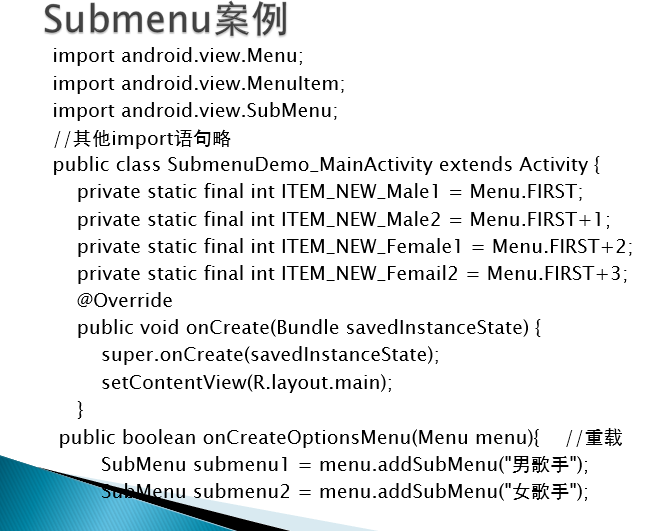 Submenu案例
import android.view.Menu;
import android.view.MenuItem;
import android.view.SubMenu;
//其他import语句略
public class SubmenuDemo_MainActivity extends Activity {
private static final int ITEM_NEW_Male1 = Menu.FIRST;
private static final int ITEM_NEW_Male2 = Menu.FIRST+1;
private static final int ITEM_NEW_Female1 = Menu.FIRST+2;
private static final int ITEM_NEW_Femail2 = Menu.FIRST+3;
@Override
public void onCreate(Bundle savedInstanceState) {
super.onCreate(savedInstanceState);
setContentView(R.layout.main);
}
public boolean onCreateOptionsMenu(Menu menu){ //重载
SubMenu submenu1 = menu.addSubMenu("男歌手");
SubMenu submenu2 = menu.addSubMenu("女歌手");